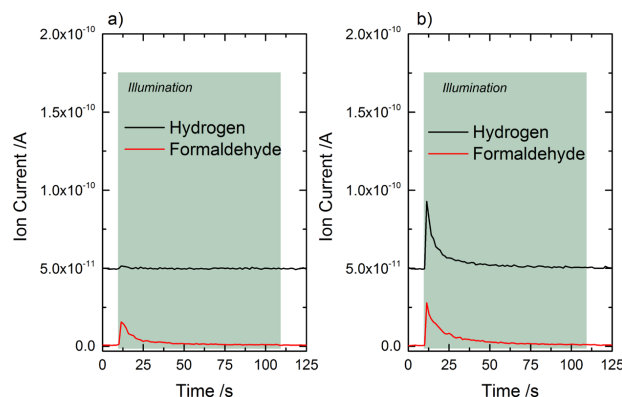 a)
2.0x10⁻¹⁰
1.5x10⁻¹⁰
1.0x10⁻¹⁰
5.0x10⁻¹¹
0.0
Ion Current /A
Illumination
Hydrogen
Formaldehyde
0 25 50 75 100 125
Time /s
b)
2.0x10⁻¹⁰
1.5x10⁻¹⁰
1.0x10⁻¹⁰
5.0x10⁻¹¹
0.0
Ion Current /A
Illumination
Hydrogen
Formaldehyde
0 25 50 75 100 125
Time /s